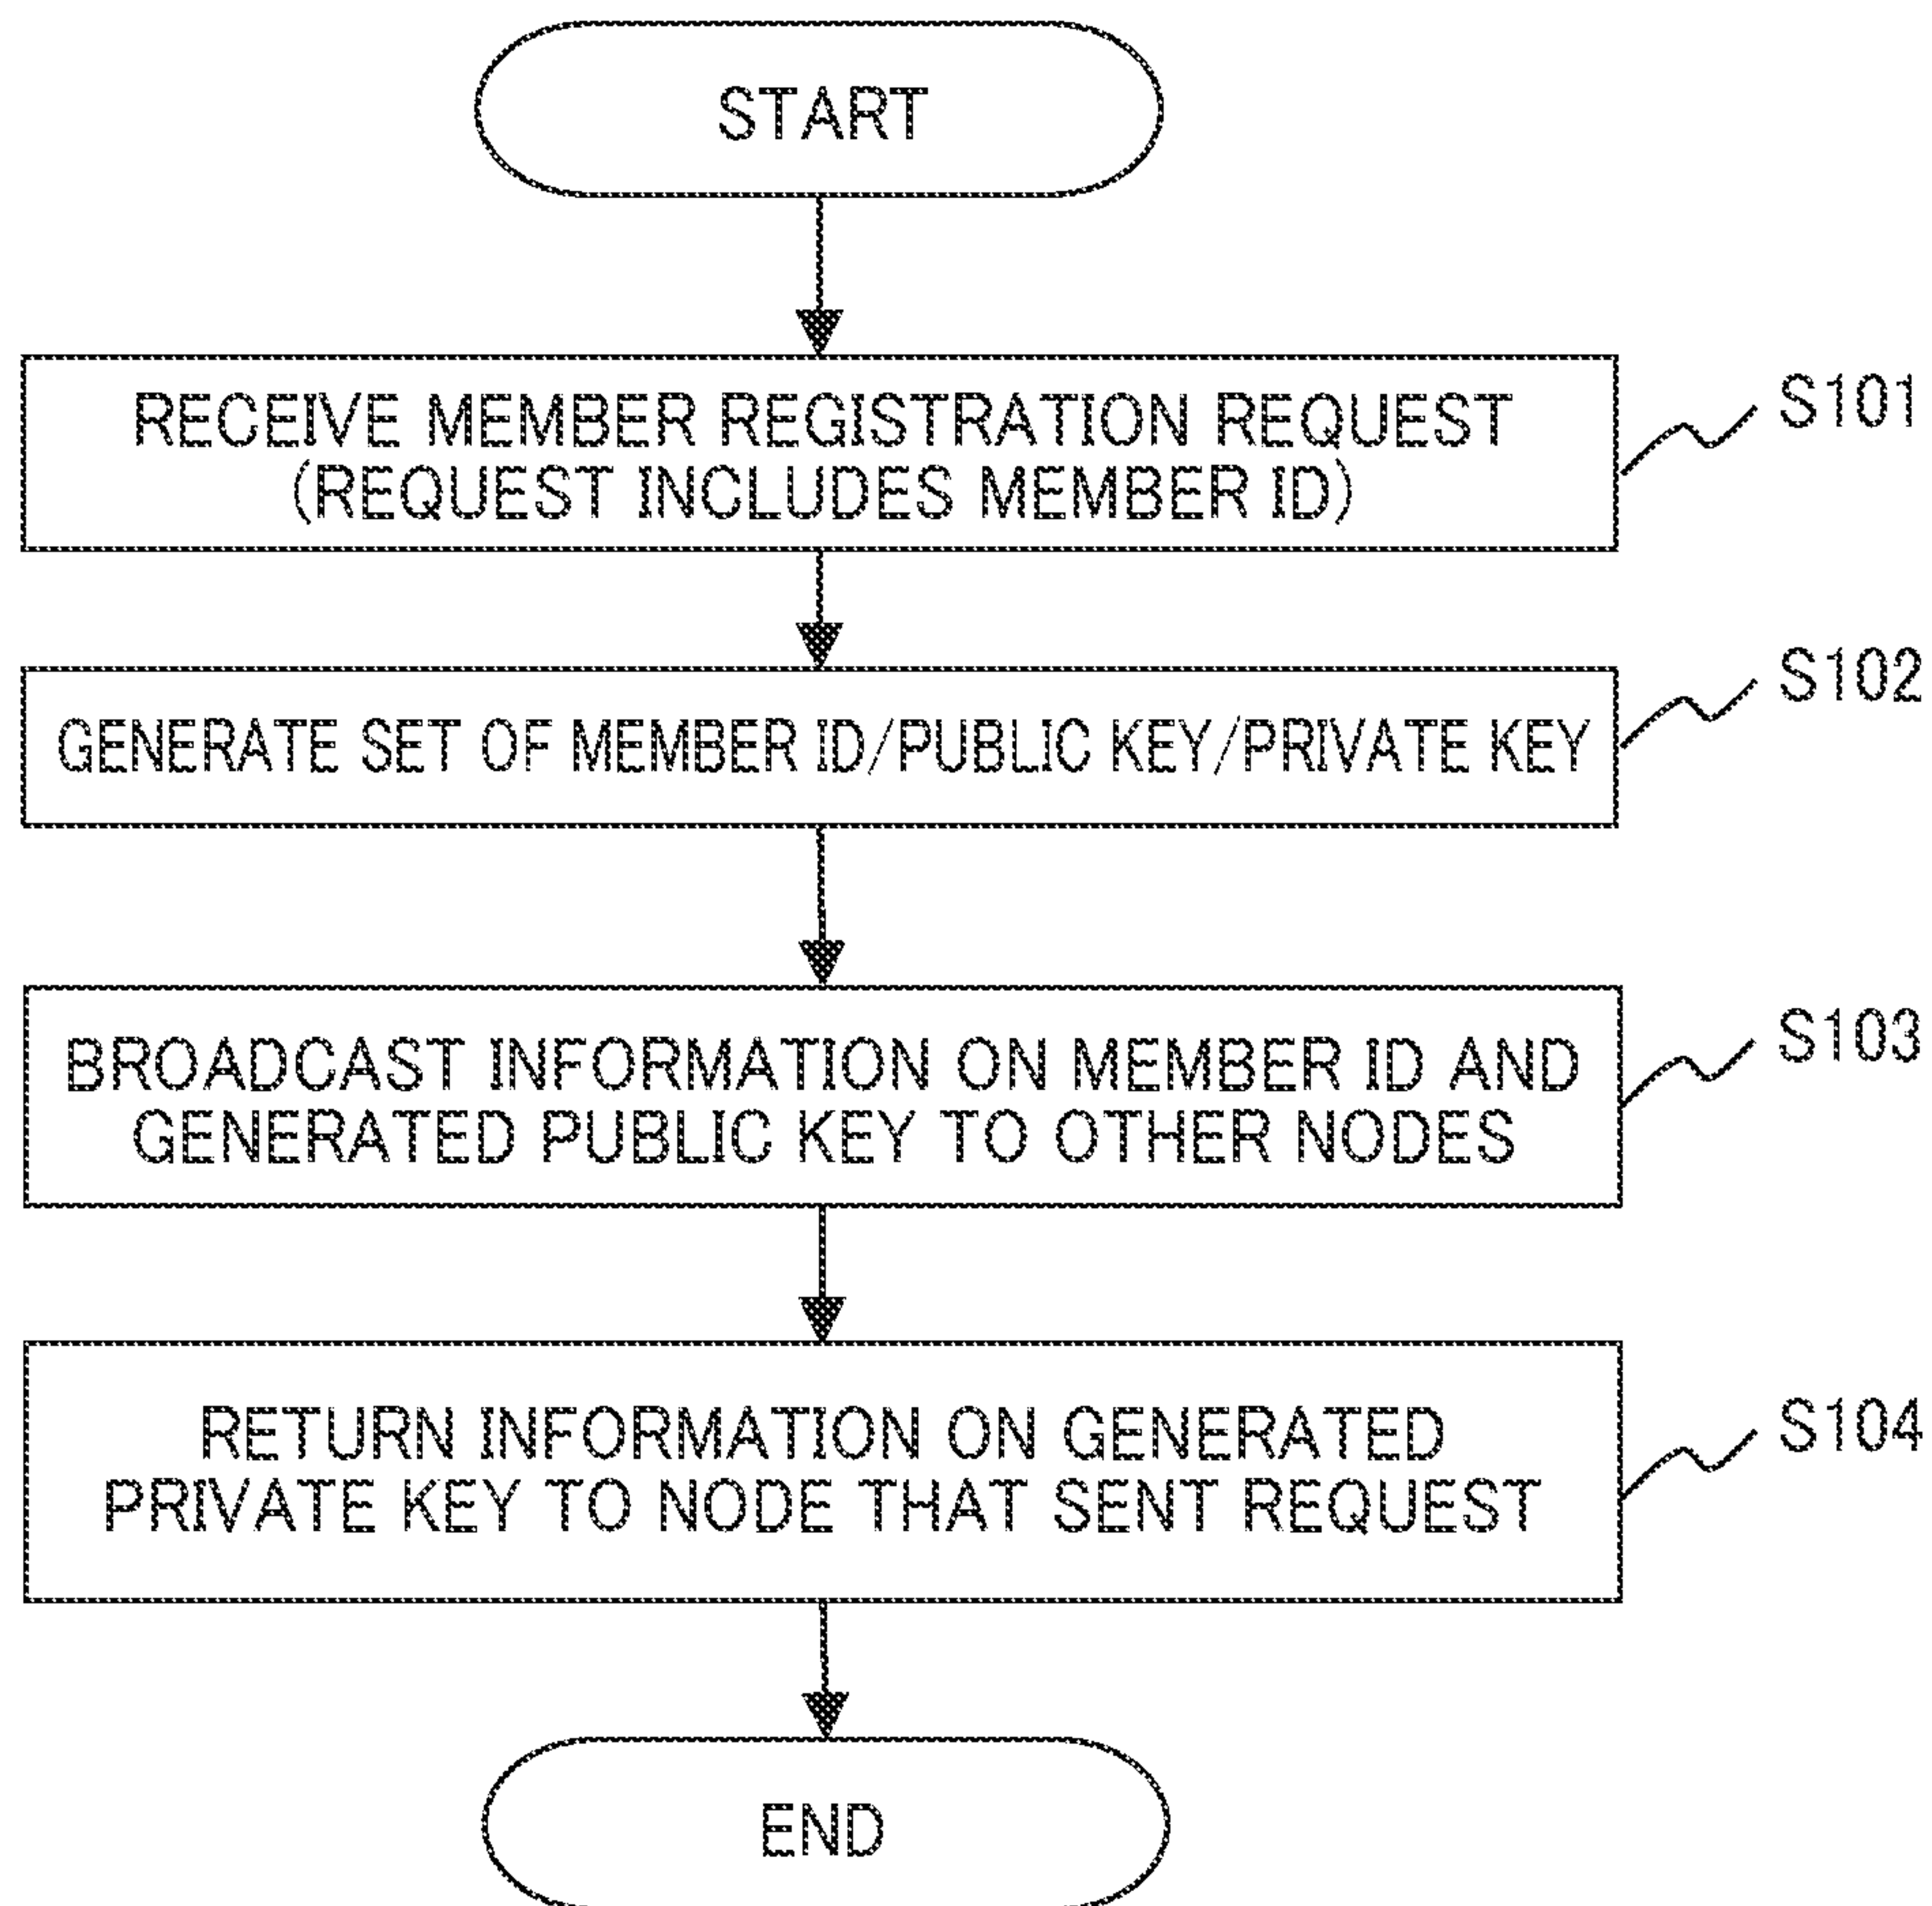 START
RECEIVE MEMBER REGISTRATION REQUEST
(REQUEST INCLUDES MEMBER ID)
S101
GENERATE SET OF MEMBER ID/PUBLIC KEY/PRIVATE KEY
S102
BROADCAST INFORMATION ON MEMBER ID AND
GENERATED PUBLIC KEY TO OTHER NODES
S103
RETURN INFORMATION ON GENERATED
PRIVATE KEY TO NODE THAT SENT REQUEST
S104
END